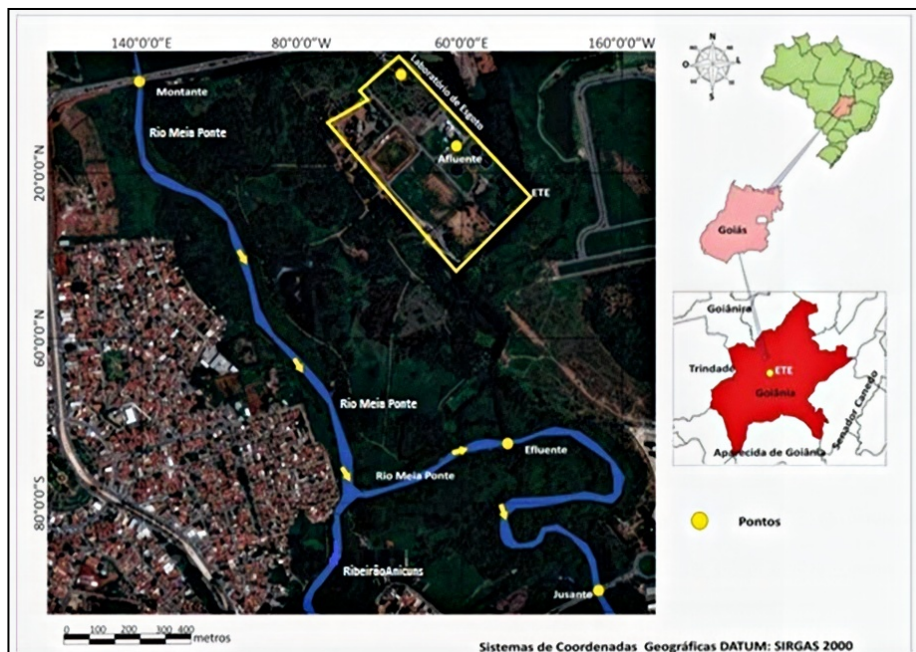 140°0'0"E 80°0'0"W 60°0'0"E 160°0'0"W
20°0'0"N
60°0'0"N
80°0'0"S
Montante
Rio Meia Ponte
Laboratório de Esgoto
Afluente
ETE
Rio Meia Ponte
Rio Meia Ponte
Efluente
RibeirãoAnicuns
Jusante
0 100 200 300 400 metros
N
O L
S
Goiás
Goiânira
Trindade
ETE
Goiânia
Senador Canedo
Aparecida de Goiânia
Pontos
Sistemas de Coordenadas Geográficas DATUM: SIRGAS 2000